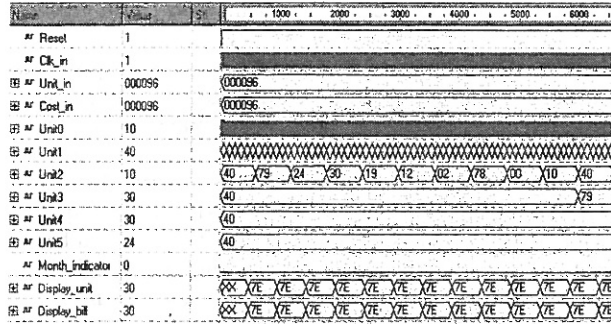 Name Value St 1000 2000 3000 4000 5000 6000
Reset 1
Clk_in 1
Unit_in 000096 000096
Cost_in 000096 000096
Unit0 10
Unit1 40
Unit2 10 40 79 24 30 19 12 02 78 00 10 40
Unit3 30 40 79
Unit4 30 40
Unit5 24 40
Month_indicator 0
Display_unit 30 XX 7E 7E 7E 7E 7E 7E 7E 7E 7E 7E
Display_bill 30 XX 7E 7E 7E 7E 7E 7E 7E 7E 7E 7E